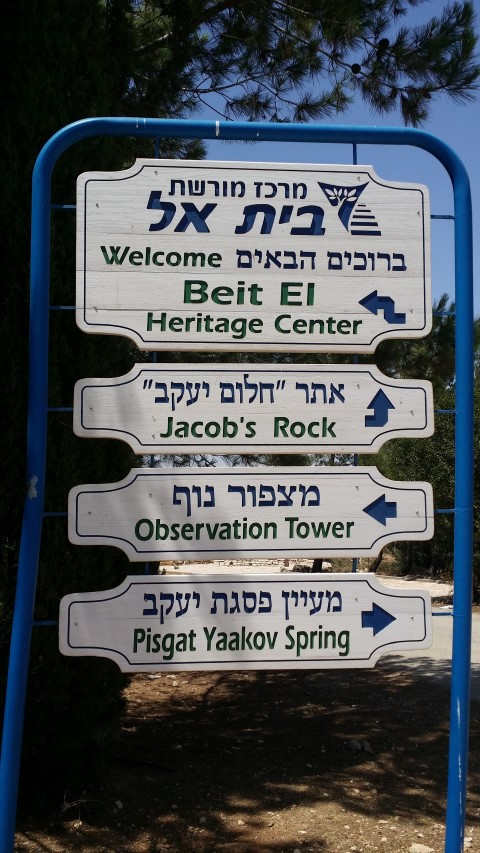 מרכז מורשת
בית אל
Welcome ברוכים הבאים
Beit El
Heritage Center
אתר "חלום יעקב"
Jacob's Rock
מצפור נוף
Observation Tower
מעיין פסגת יעקב
Pisgat Yaakov Spring